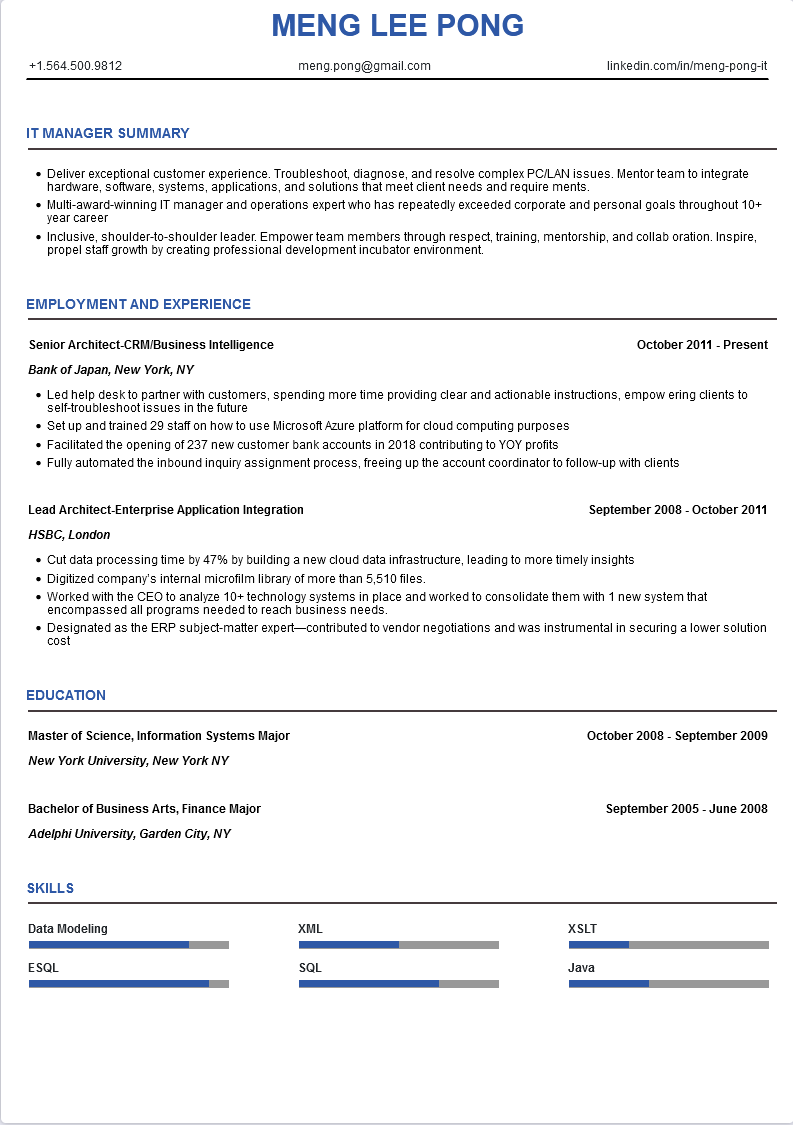 MENG LEE PONG
+1.564.500.9812 meng.pong@gmail.com linkedin.com/in/meng-pong-it
IT MANAGER SUMMARY
• Deliver exceptional customer experience. Troubleshoot, diagnose, and resolve complex PC/LAN issues. Mentor team to integrate
hardware, software, systems, applications, and solutions that meet client needs and require ments.
• Multi-award-winning IT manager and operations expert who has repeatedly exceeded corporate and personal goals throughout 10+
year career
• Inclusive, shoulder-to-shoulder leader. Empower team members through respect, training, mentorship, and collab oration. Inspire,
propel staff growth by creating professional development incubator environment.
EMPLOYMENT AND EXPERIENCE
Senior Architect-CRM/Business Intelligence October 2011 - Present
Bank of Japan, New York, NY
• Led help desk to partner with customers, spending more time providing clear and actionable instructions, empow ering clients to
self-troubleshoot issues in the future
• Set up and trained 29 staff on how to use Microsoft Azure platform for cloud computing purposes
• Facilitated the opening of 237 new customer bank accounts in 2018 contributing to YOY profits
• Fully automated the inbound inquiry assignment process, freeing up the account coordinator to follow-up with clients
Lead Architect-Enterprise Application Integration September 2008 - October 2011
HSBC, London
• Cut data processing time by 47% by building a new cloud data infrastructure, leading to more timely insights
• Digitized company's internal microfilm library of more than 5,510 files.
• Worked with the CEO to analyze 10+ technology systems in place and worked to consolidate them with 1 new system that
encompassed all programs needed to reach business needs.
• Designated as the ERP subject-matter expert—contributed to vendor negotiations and was instrumental in securing a lower solution
cost
EDUCATION
Master of Science, Information Systems Major October 2008 - September 2009
New York University, New York NY
Bachelor of Business Arts, Finance Major September 2005 - June 2008
Adelphi University, Garden City, NY
SKILLS
Data Modeling XML XSLT
ESQL SQL Java